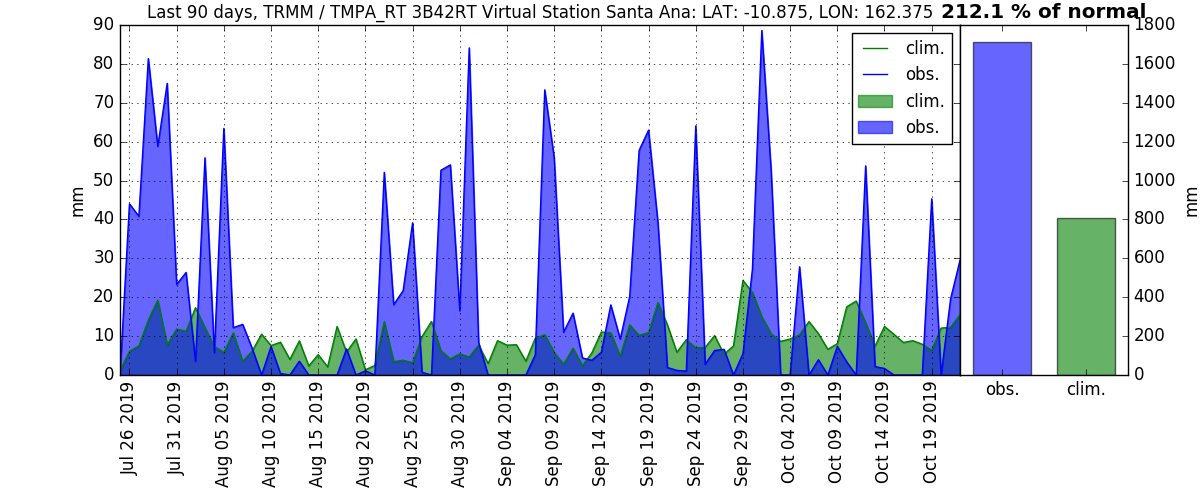 Last 90 days, TRMM / TMPA_RT 3B42RT Virtual Station Santa Ana: LAT: -10.875, LON: 162.375 212.1 % of normal
90
80
70
60
50
40
30
20
10
0
mm
clim.
obs.
clim.
obs.
1800
1600
1400
1200
1000
800
600
400
200
0
mm
Jul 26 2019
Jul 31 2019
Aug 05 2019
Aug 10 2019
Aug 15 2019
Aug 20 2019
Aug 25 2019
Aug 30 2019
Sep 04 2019
Sep 09 2019
Sep 14 2019
Sep 19 2019
Sep 24 2019
Sep 29 2019
Oct 04 2019
Oct 09 2019
Oct 14 2019
Oct 19 2019
obs.
clim.